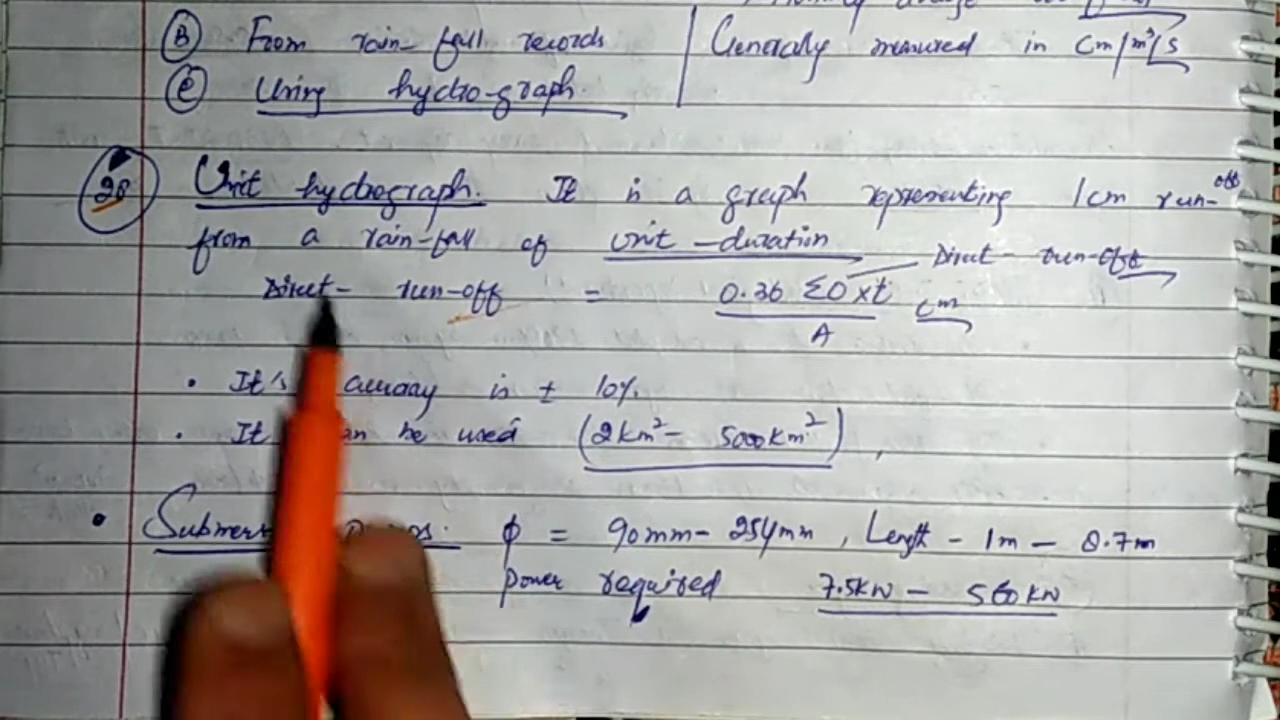 (B) From rain-fall records
(C) Using hydro-graph.
Generally measured in cm/m³/s
28 Unit hydrograph. It is a graph representing 1cm run-off
from a rain-fall of unit-duration
Direct- run-off
Direct- run-off = 0.36 ΣO×t / A cm
• It's accuracy is ± 10%.
• It can be used (2km² - 5000km²),
• φ = 90mm- 254mm, Length - 1m - 8.7m
Power required 7.5kw - 560kw